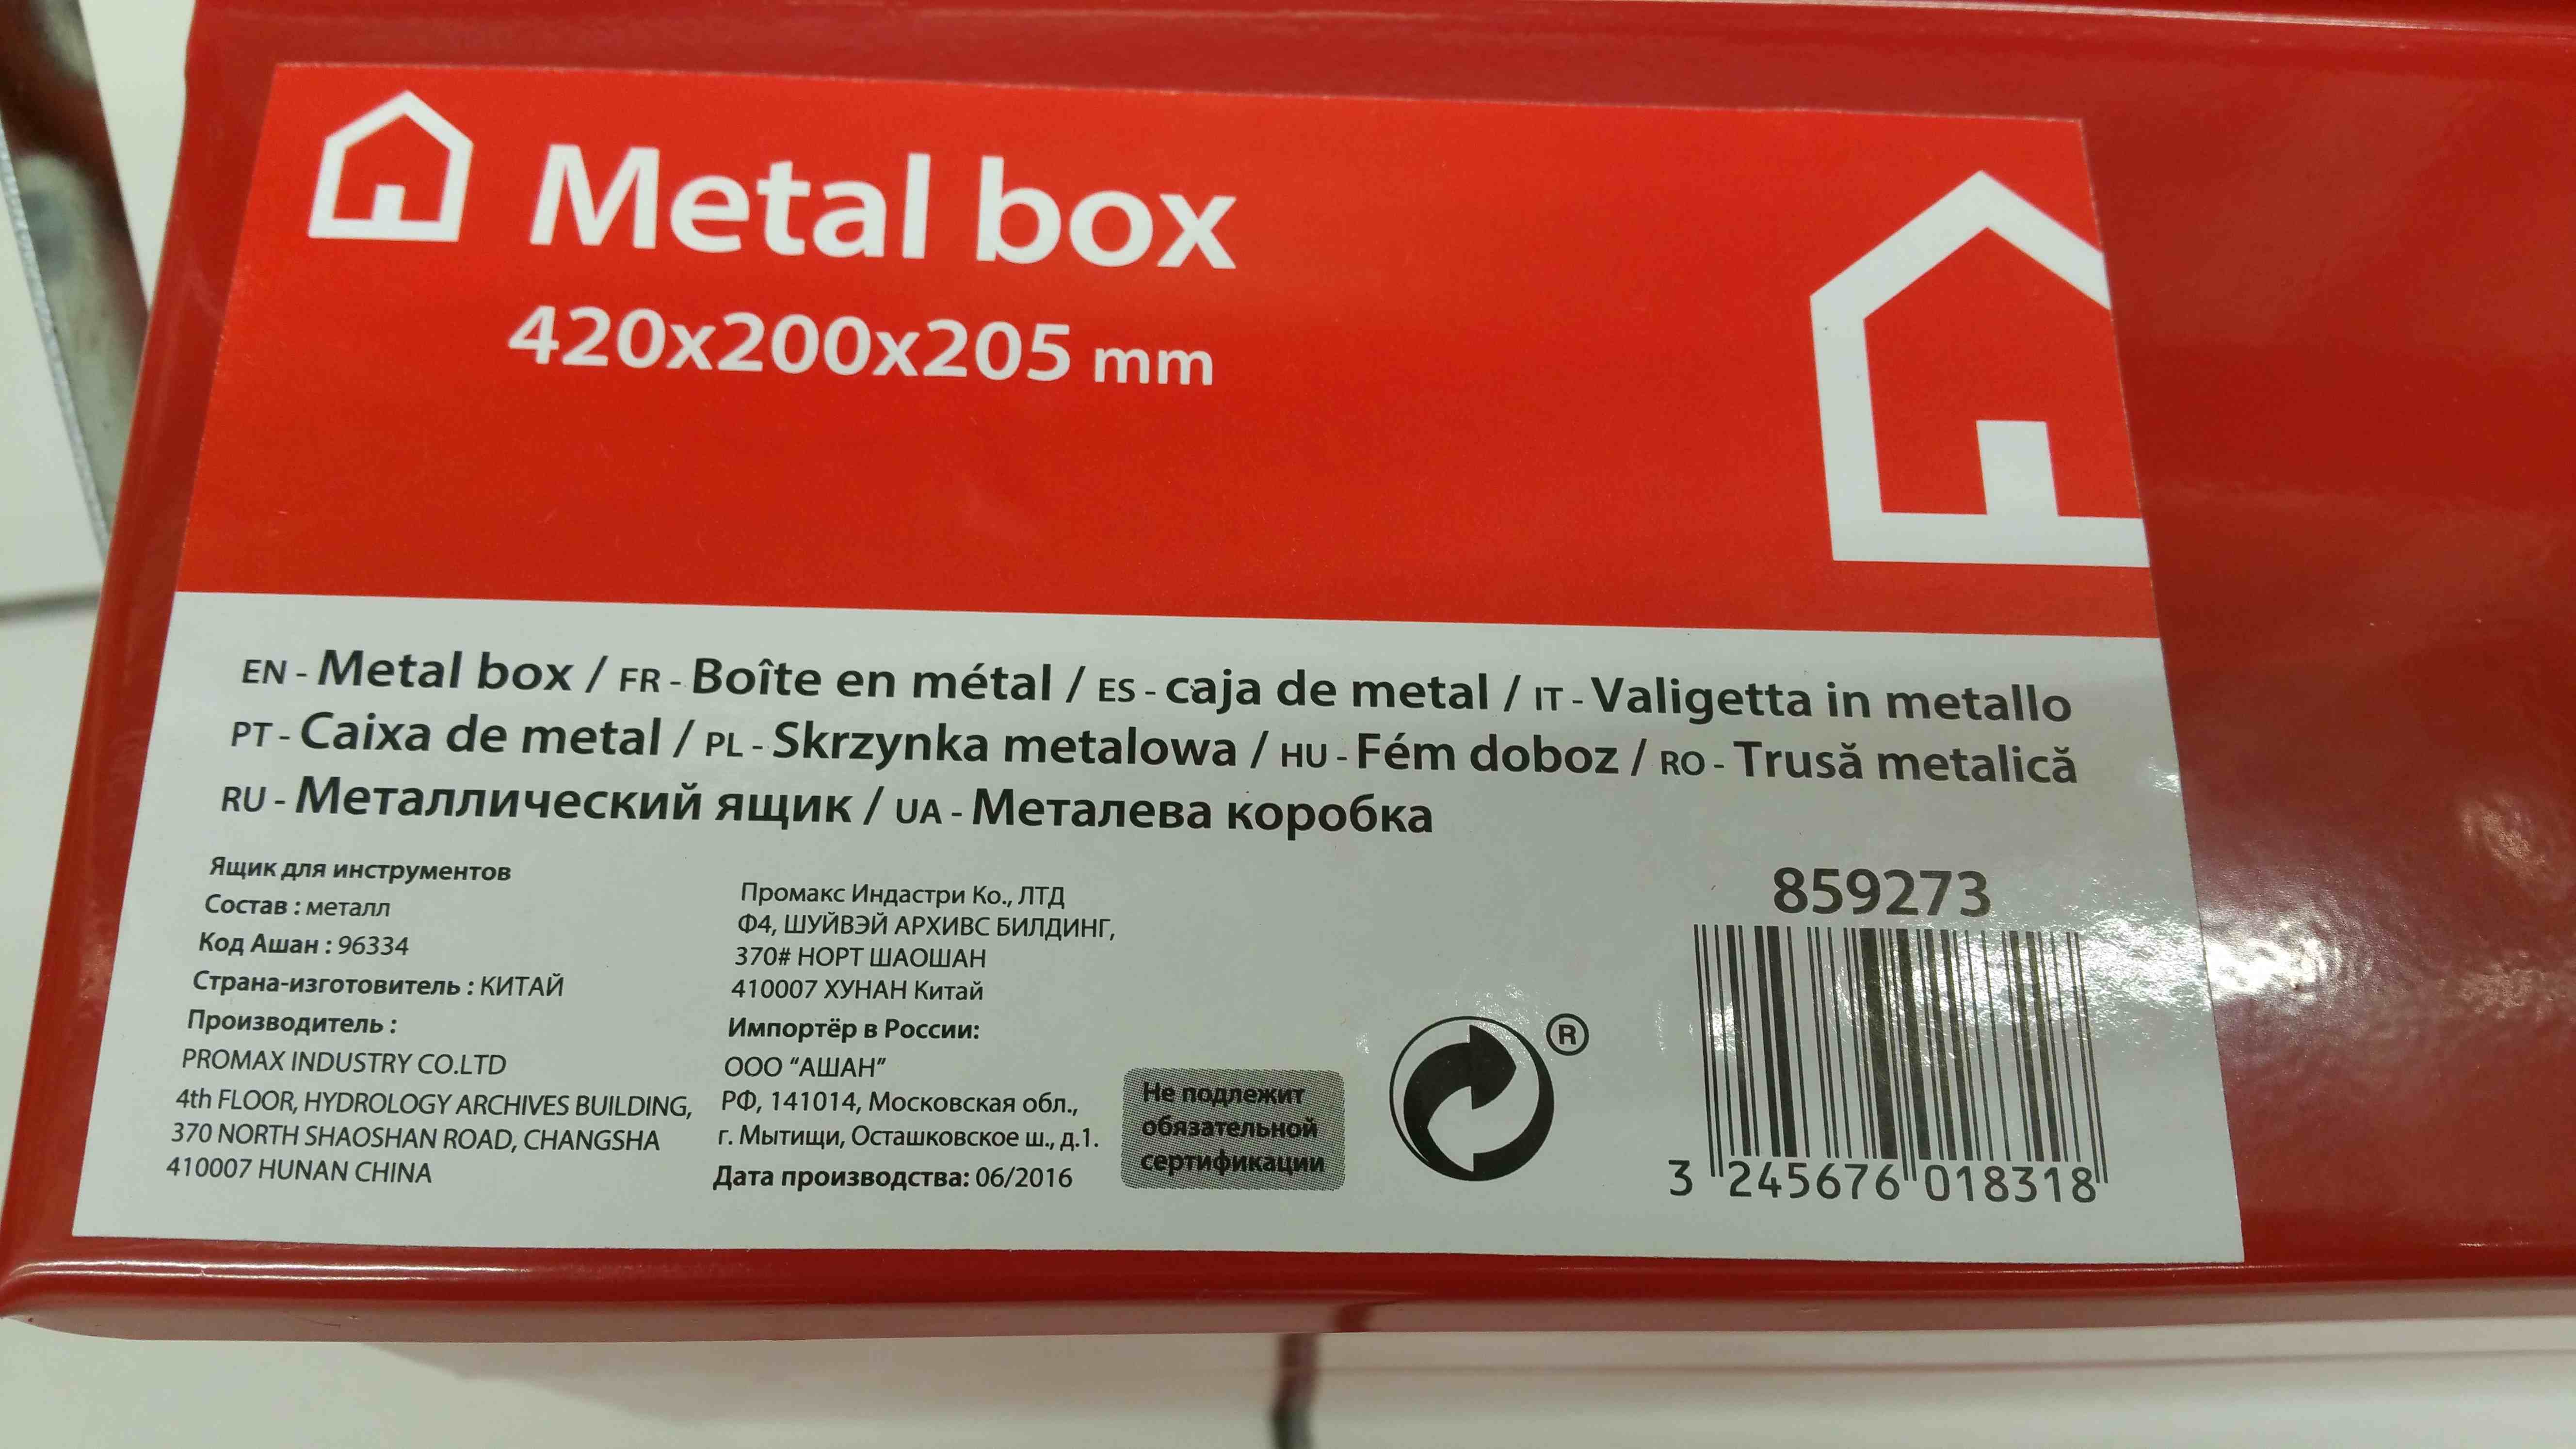 Metal box
420x200x205 mm
EN - Metal box / FR - Boîte en métal / ES - caja de metal / IT - Valigetta in metallo
PT - Caixa de metal / PL - Skrzynka metalowa / HU - Fém doboz / RO - Trusă metalică
RU - Металлический ящик / UA - Металева коробка
Ящик для инструментов
Состав : металл
Код Ашан : 96334
Страна-изготовитель : КИТАЙ
Производитель :
PROMAX INDUSTRY CO.LTD
4th FLOOR, HYDROLOGY ARCHIVES BUILDING,
370 NORTH SHAOSHAN ROAD, CHANGSHA
410007 HUNAN CHINA
Промакс Индастри Ко., ЛТД
Ф4, ШУЙВЭЙ АРХИВС БИЛДИНГ,
370# НОРТ ШАОШАН
410007 ХУНАН Китай
Импортёр в России:
ООО “АШАН”
РФ, 141014, Московская обл.,
г. Мытищи, Осташковское ш., д.1.
Дата производства: 06/2016
Не подлежит
обязательной
сертификации
®
859273
3 245676 018318